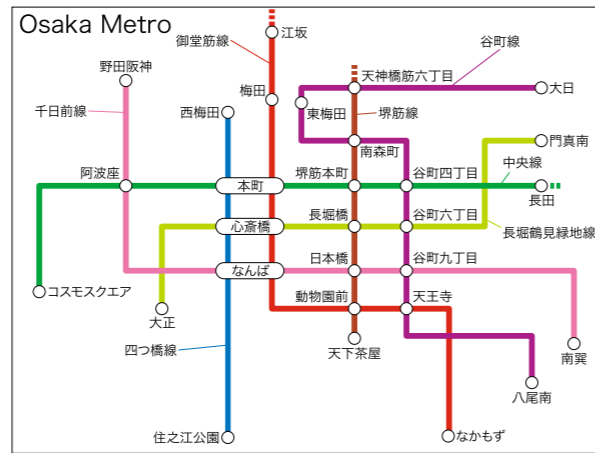 Osaka Metro
御堂筋線
江坂
谷町線
野田阪神
天神橋筋六丁目
大日
千日前線
西梅田
梅田
東梅田
堺筋線
南森町
門真南
中央線
阿波座
本町
堺筋本町
谷町四丁目
長田
心斎橋
長堀橋
谷町六丁目
長堀鶴見緑地線
なんば
日本橋
谷町九丁目
コスモスクエア
大正
動物園前
天王寺
四つ橋線
天下茶屋
南巽
八尾南
住之江公園
なかもず